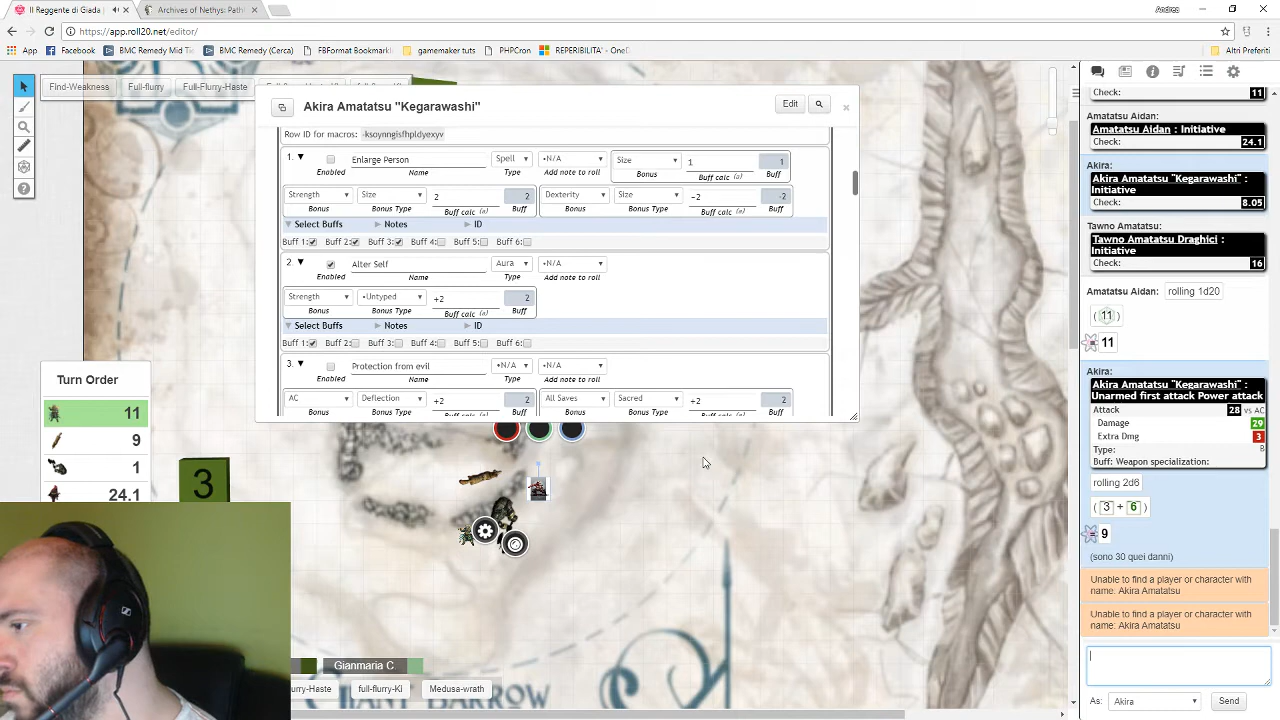 Il Reggente di Giada |
Archives of Nethys: Path
Andrea
https://app.roll20.net/editor/
App
Facebook
BMC Remedy Mid Ti
BMC Remedy (Cerca)
FBFormat Bookmark
gamemaker tuts
PHPCron
REPERIBILITA' - One
Altri Preferiti
Find-Weakness
Full-flurry
Full-Flurry-Haste
Akira Amatatsu "Kegarawashi"
Edit
Row ID for macros: -ksoynngisfhpldyexyv
1.
Enabled
Enlarge Person
Name
Spell
Type
•N/A
Add note to roll
Size
Bonus
1
Buff calc (a)
1
Buff
Strength
Bonus
Size
Bonus Type
2
Buff calc (a)
2
Buff
Dexterity
Bonus
Size
Bonus Type
-2
Buff calc (a)
-2
Buff
Select Buffs
Notes
ID
Buff 1: Buff 2: Buff 3: Buff 4: Buff 5: Buff 6:
2.
Enabled
Alter Self
Name
Aura
Type
•N/A
Add note to roll
Strength
Bonus
•Untyped
Bonus Type
+2
Buff calc (a)
2
Buff
Select Buffs
Notes
ID
Buff 1: Buff 2: Buff 3: Buff 4: Buff 5: Buff 6:
3.
Enabled
Protection from evil
Name
•N/A
Type
•N/A
Add note to roll
AC
Bonus
Deflection
Bonus Type
+2
Buff calc (a)
2
Buff
All Saves
Bonus
Sacred
Bonus Type
+2
Buff calc (a)
2
Buff
Turn Order
11
9
1
24.1
3
GIANT BARROW
Gianmaria C.
urry-Haste
full-flurry-Ki
Medusa-wrath
Check: 11
Amatatsu Aidan:
Amatatsu Aidan : Initiative
Check: 24.1
Akira:
Akira Amatatsu "Kegarawashi" :
Initiative
Check: 8.05
Tawno Amatatsu:
Tawno Amatatsu Draghici :
Initiative
Check: 16
Amatatsu Aidan: rolling 1d20
( 11 )
= 11
Akira:
Akira Amatatsu "Kegarawashi" :
Unarmed first attack Power attack
Attack 28 vs AC
Damage 29
Extra Dmg 3
Type: B
Buff: Weapon specialization:
rolling 2d6
( 3 + 6 )
= 9
(sono 30 quei danni)
Unable to find a player or character with
name: Akira Amatatsu
Unable to find a player or character with
name: Akira Amatatsu
As: Akira
Send